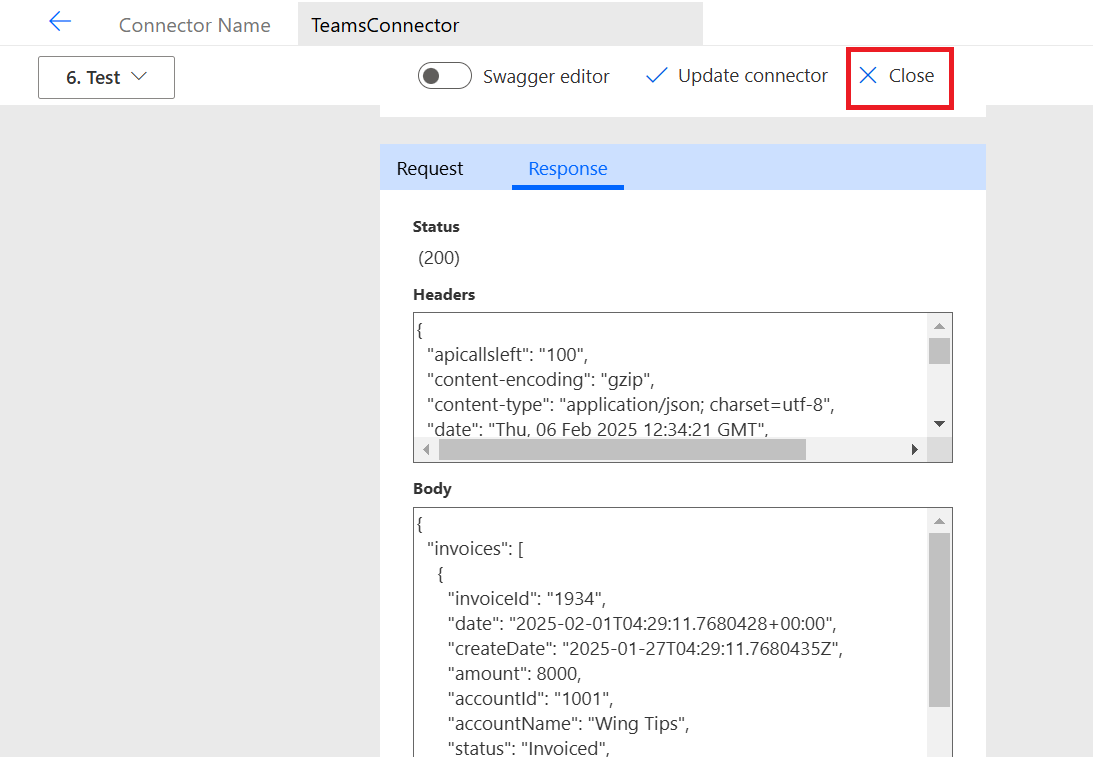 Connector Name
TeamsConnector
6. Test
Swagger editor
Update connector
Close
Request
Response
Status
(200)
Headers
{
"apicallsleft": "100",
"content-encoding": "gzip",
"content-type": "application/json; charset=utf-8",
"date": "Thu, 06 Feb 2025 12:34:21 GMT",
Body
{
"invoices": [
{
"invoiceId": "1934",
"date": "2025-02-01T04:29:11.7680428+00:00",
"createDate": "2025-01-27T04:29:11.7680435Z",
"amount": 8000,
"accountId": "1001",
"accountName": "Wing Tips",
"status": "Invoiced",